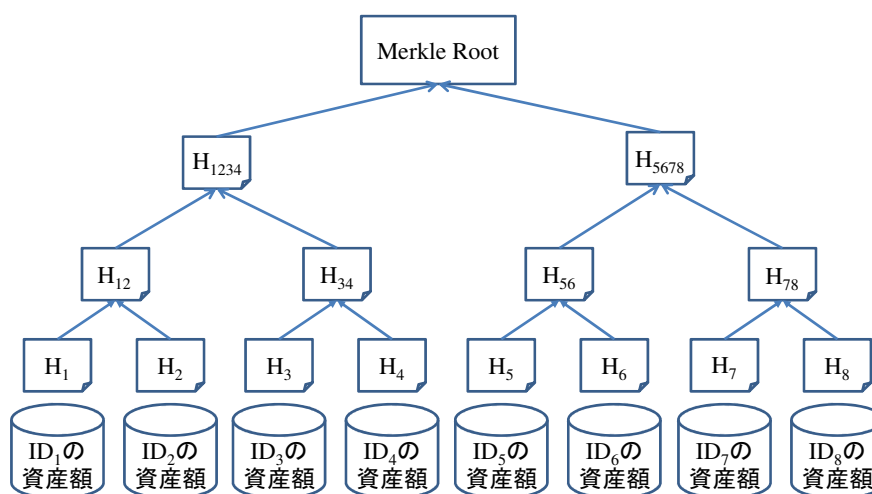 Merkle Root
H₁₂₃₄
H₅₆₇₈
H₁₂
H₃₄
H₅₆
H₇₈
H₁
H₂
H₃
H₄
H₅
H₆
H₇
H₈
ID₁の
資産額
ID₂の
資産額
ID₃の
資産額
ID₄の
資産額
ID₅の
資産額
ID₆の
資産額
ID₇の
資産額
ID₈の
資産額